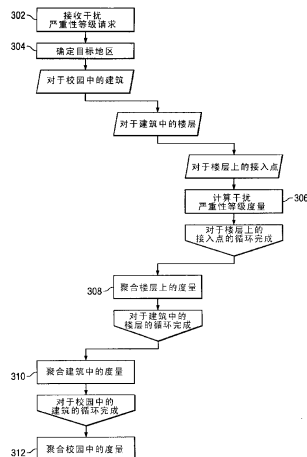 302
接收干扰
严重性等级请求
304
确定目标地区
对于校园中的建筑
对于建筑中的楼层
对于楼层上的接入点
计算干扰
严重性等级度量
306
对于楼层上的
接入点的循环完成
308
聚合楼层上的度量
对于建筑中的
楼层的循环完成
310
聚合建筑中的度量
对于校园中的
建筑的循环完成
312
聚合校园中的度量